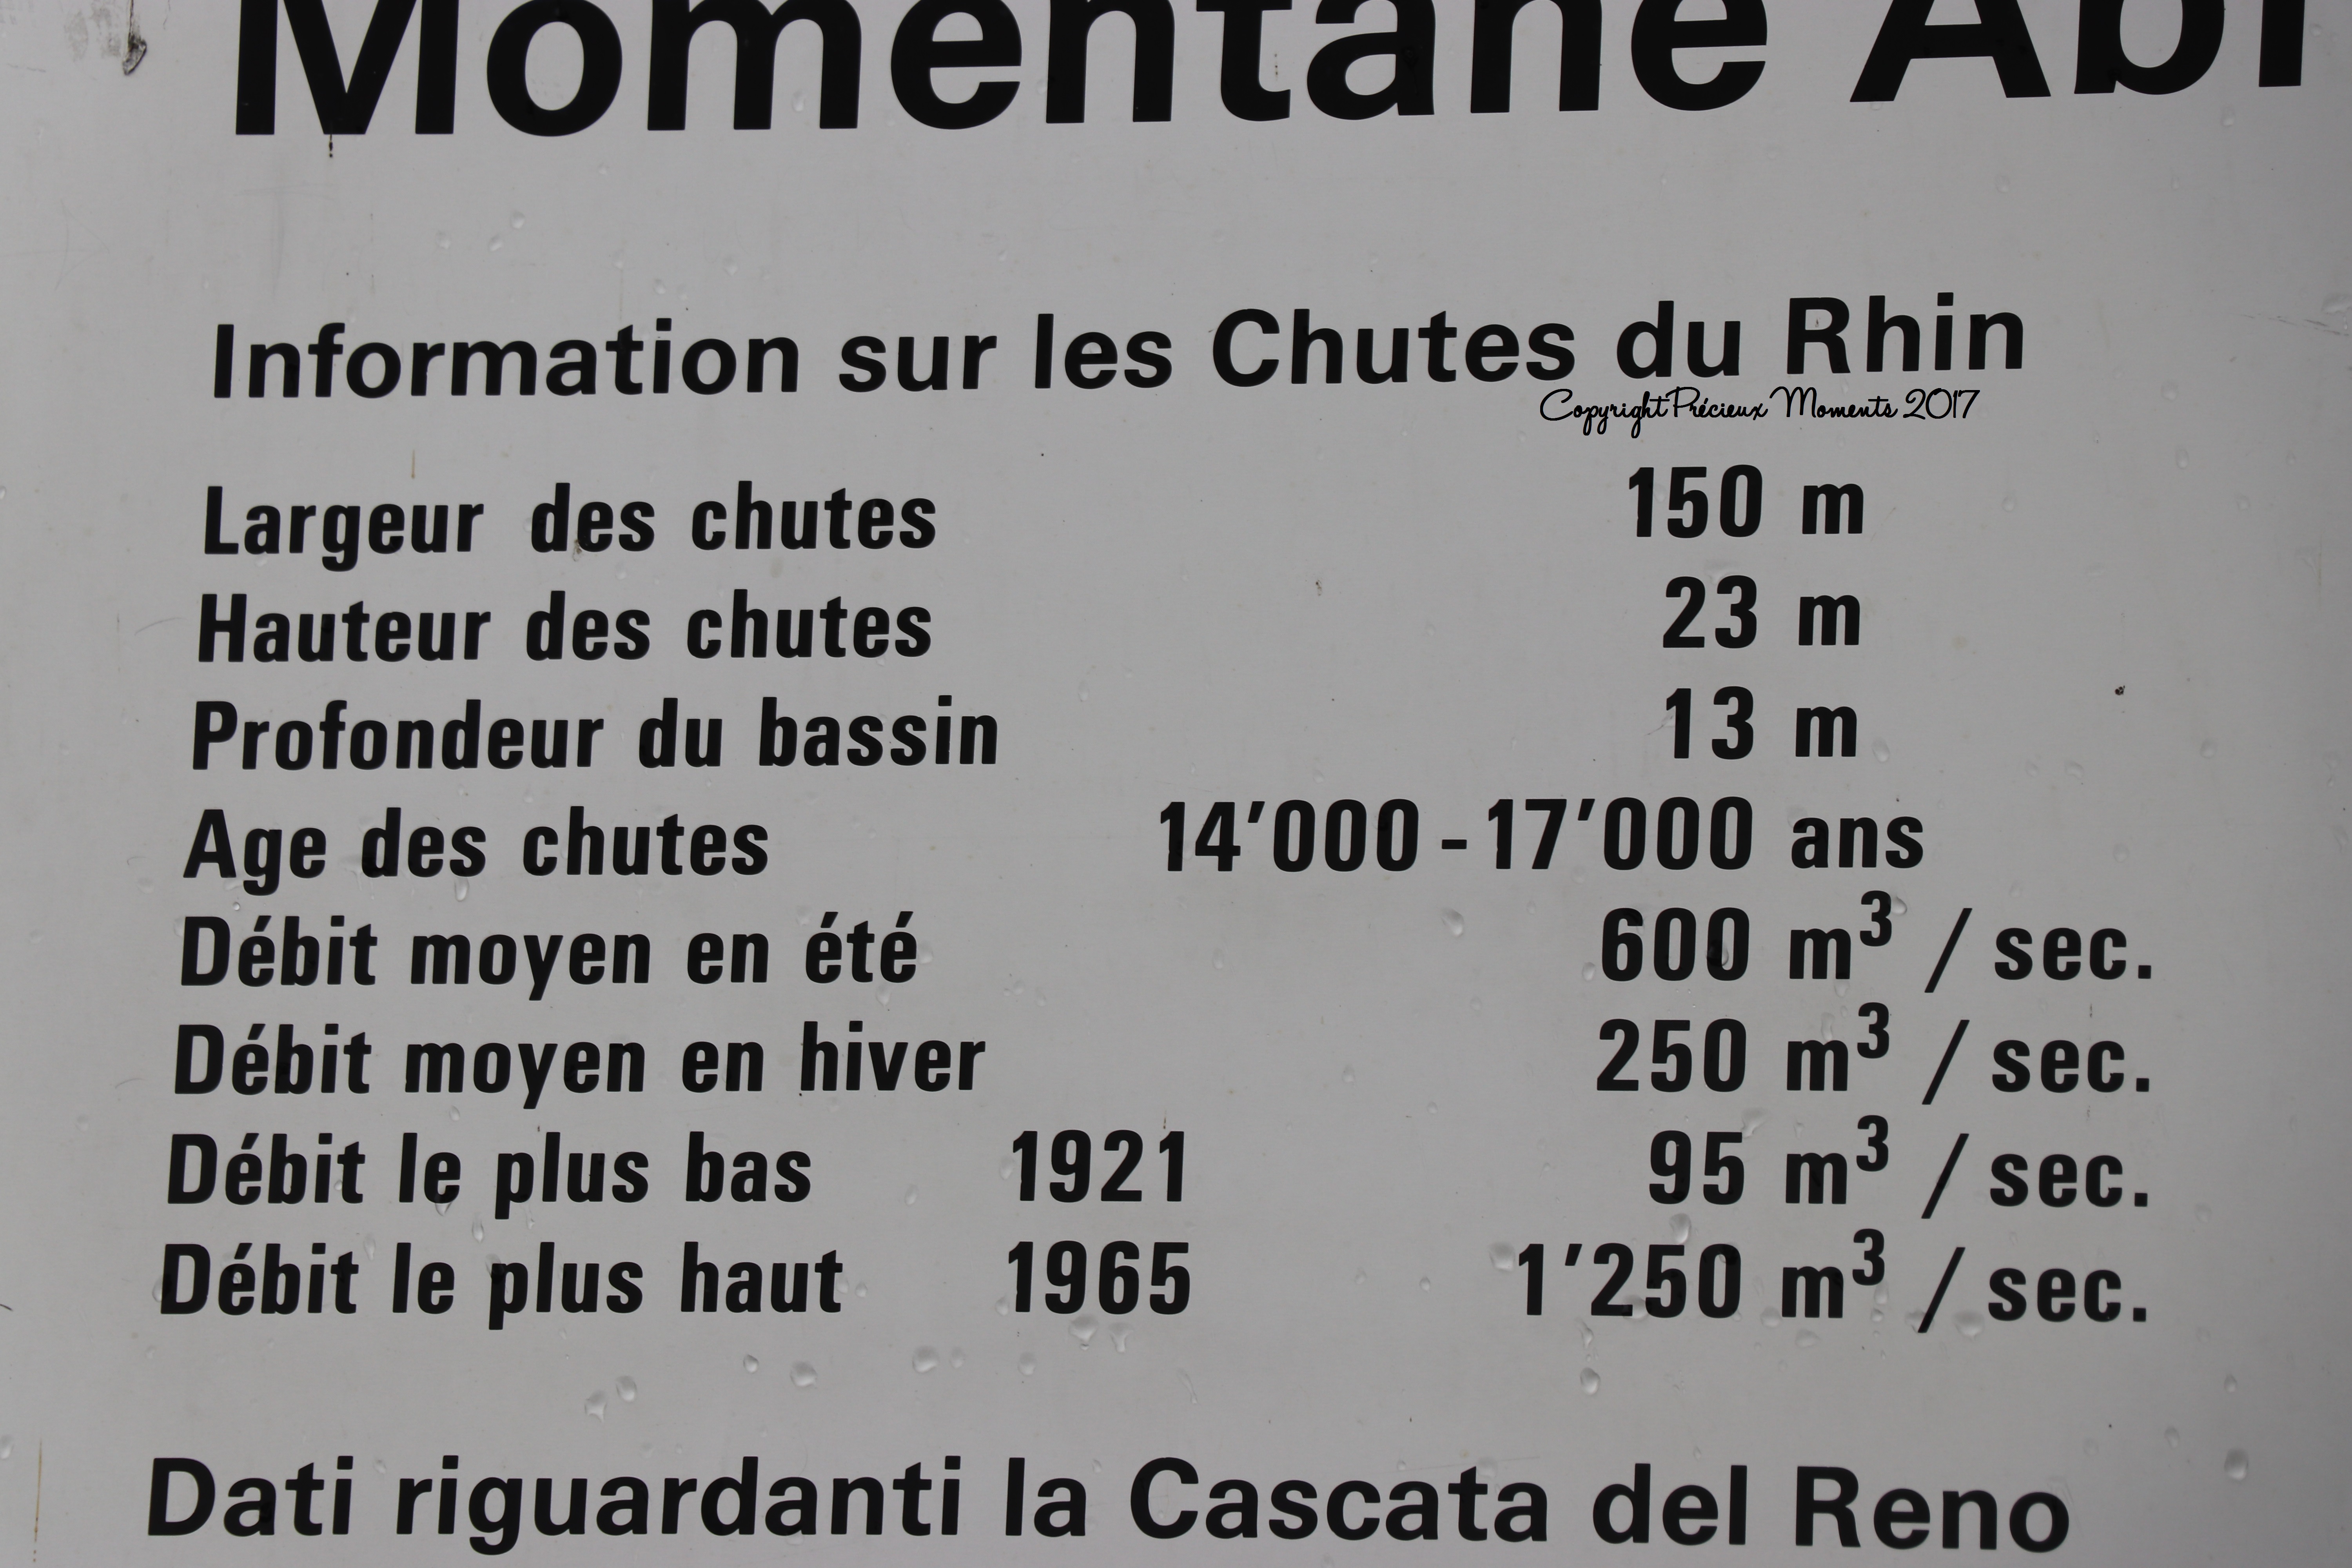 Momentane
Information sur les Chutes du Rhin
Copyright Précieux Moments 2017
Largeur des chutes 150 m
Hauteur des chutes 23 m
Profondeur du bassin 13 m
Age des chutes 14’000 - 17’000 ans
Débit moyen en été 600 m³ / sec.
Débit moyen en hiver 250 m³ / sec.
Débit le plus bas 1921 95 m³ / sec.
Débit le plus haut 1965 1’250 m³ / sec.
Dati riguardanti la Cascata del Reno